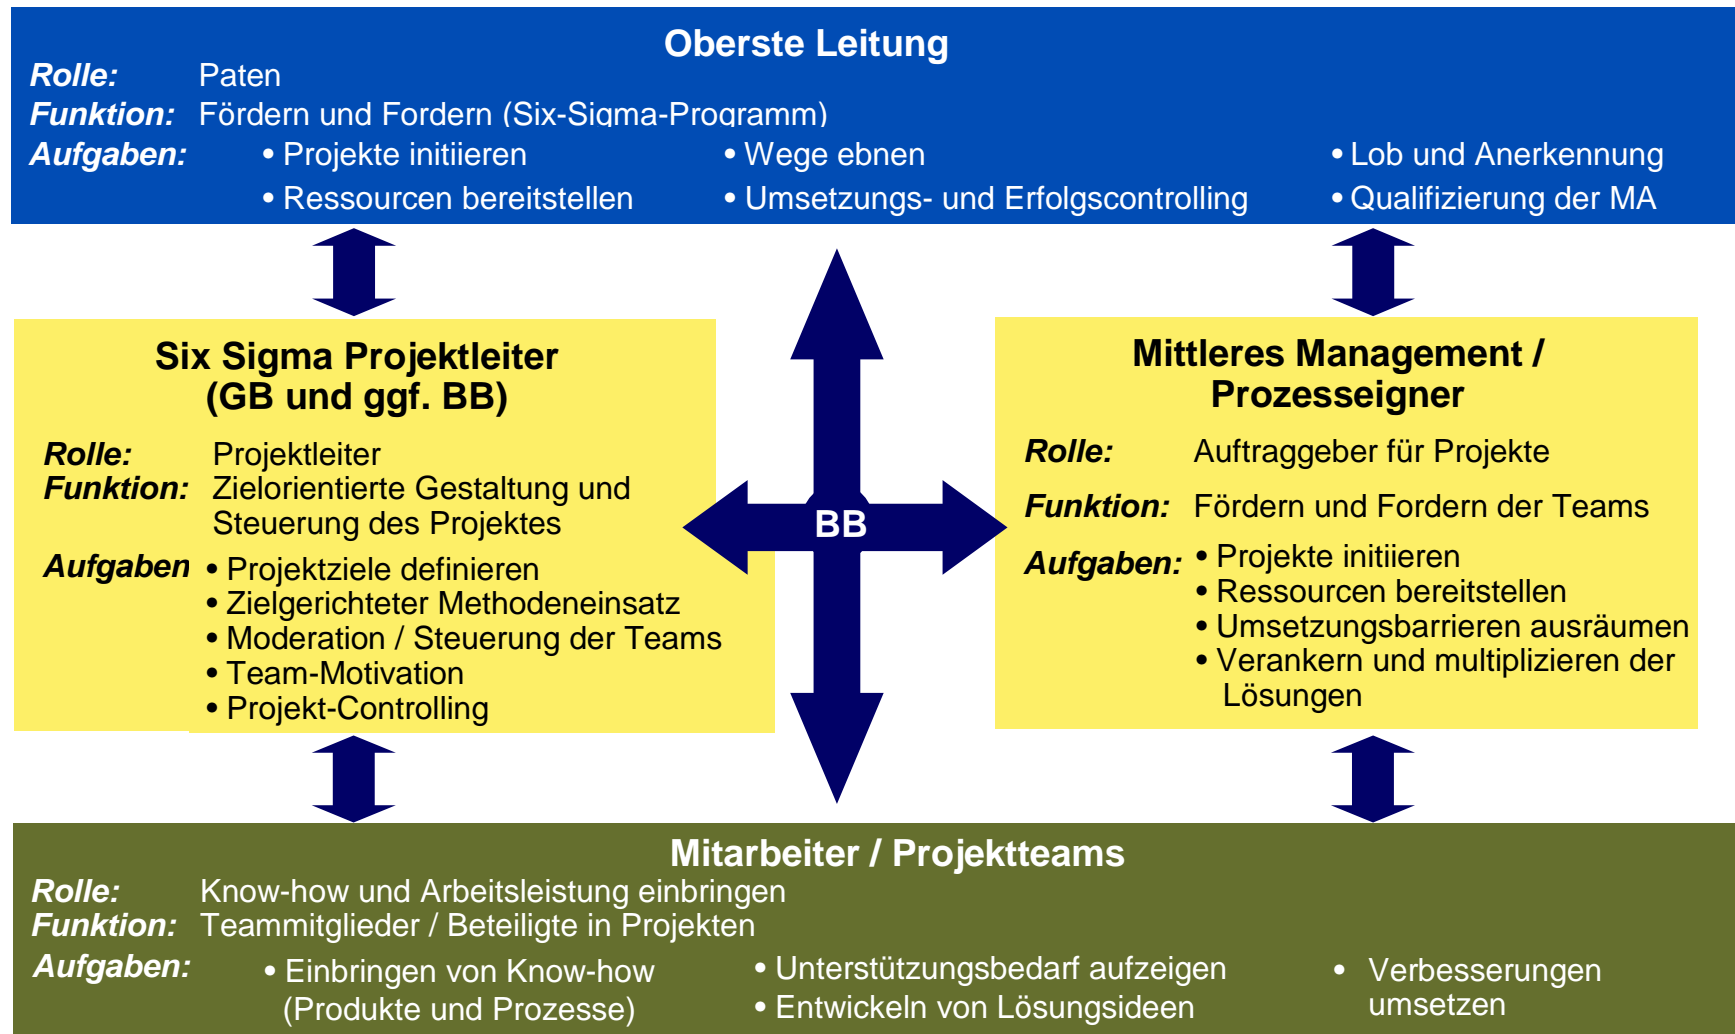 Oberste Leitung
Rolle: Paten
Funktion: Fördern und Fordern (Six-Sigma-Programm)
Aufgaben: • Projekte initiieren • Wege ebnen • Lob und Anerkennung
• Ressourcen bereitstellen • Umsetzungs- und Erfolgscontrolling • Qualifizierung der MA
Six Sigma Projektleiter
(GB und ggf. BB)
Rolle: Projektleiter
Funktion: Zielorientierte Gestaltung und
Steuerung des Projektes
Aufgaben • Projektziele definieren
• Zielgerichteter Methodeneinsatz
• Moderation / Steuerung der Teams
• Team-Motivation
• Projekt-Controlling
BB
Mittleres Management /
Prozesseigner
Rolle: Auftraggeber für Projekte
Funktion: Fördern und Fordern der Teams
Aufgaben: • Projekte initiieren
• Ressourcen bereitstellen
• Umsetzungsbarrieren ausräumen
• Verankern und multiplizieren der
Lösungen
Mitarbeiter / Projektteams
Rolle: Know-how und Arbeitsleistung einbringen
Funktion: Teammitglieder / Beteiligte in Projekten
Aufgaben: • Einbringen von Know-how • Unterstützungsbedarf aufzeigen • Verbesserungen
(Produkte und Prozesse) • Entwickeln von Lösungsideen umsetzen